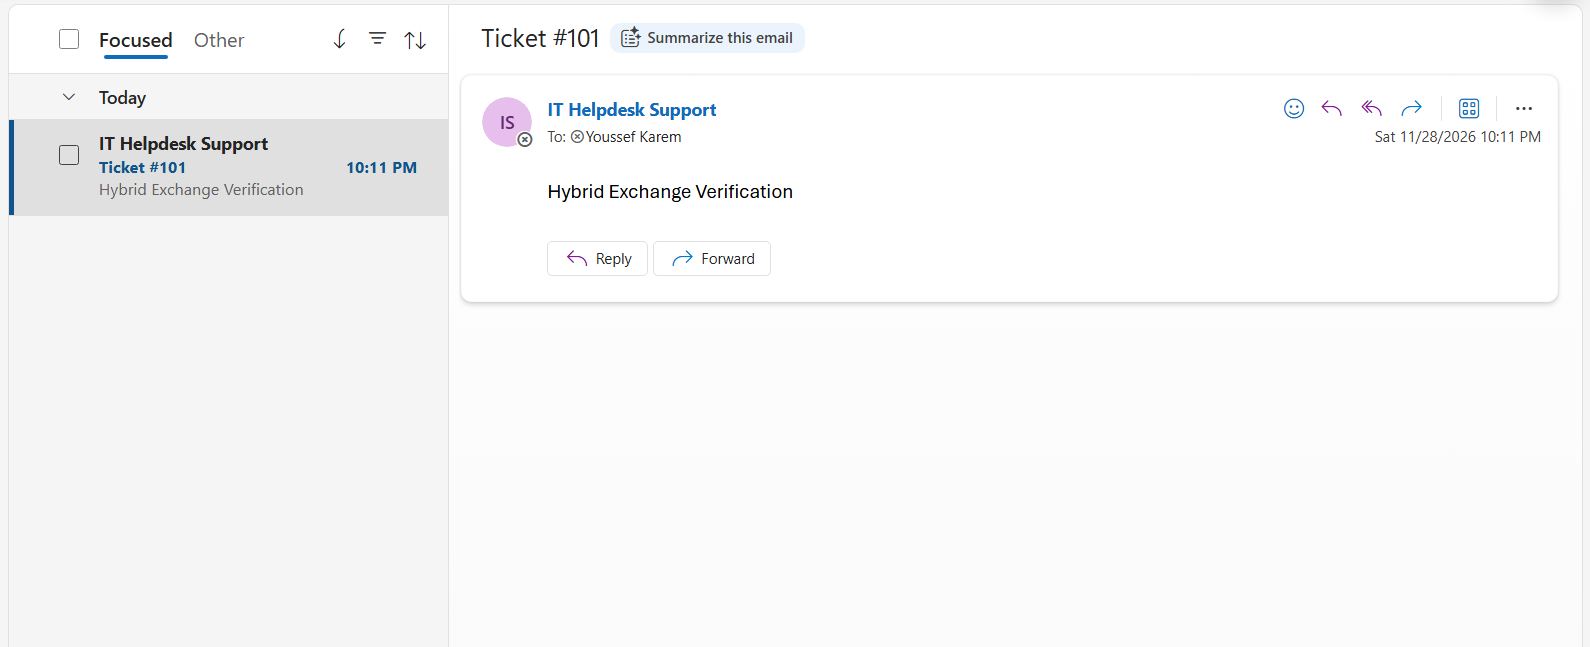 Focused Other
Today
IT Helpdesk Support
Ticket #101 10:11 PM
Hybrid Exchange Verification
Ticket #101 Summarize this email
IS
IT Helpdesk Support
To: Youssef Karem
Sat 11/28/2026 10:11 PM
Hybrid Exchange Verification
Reply Forward